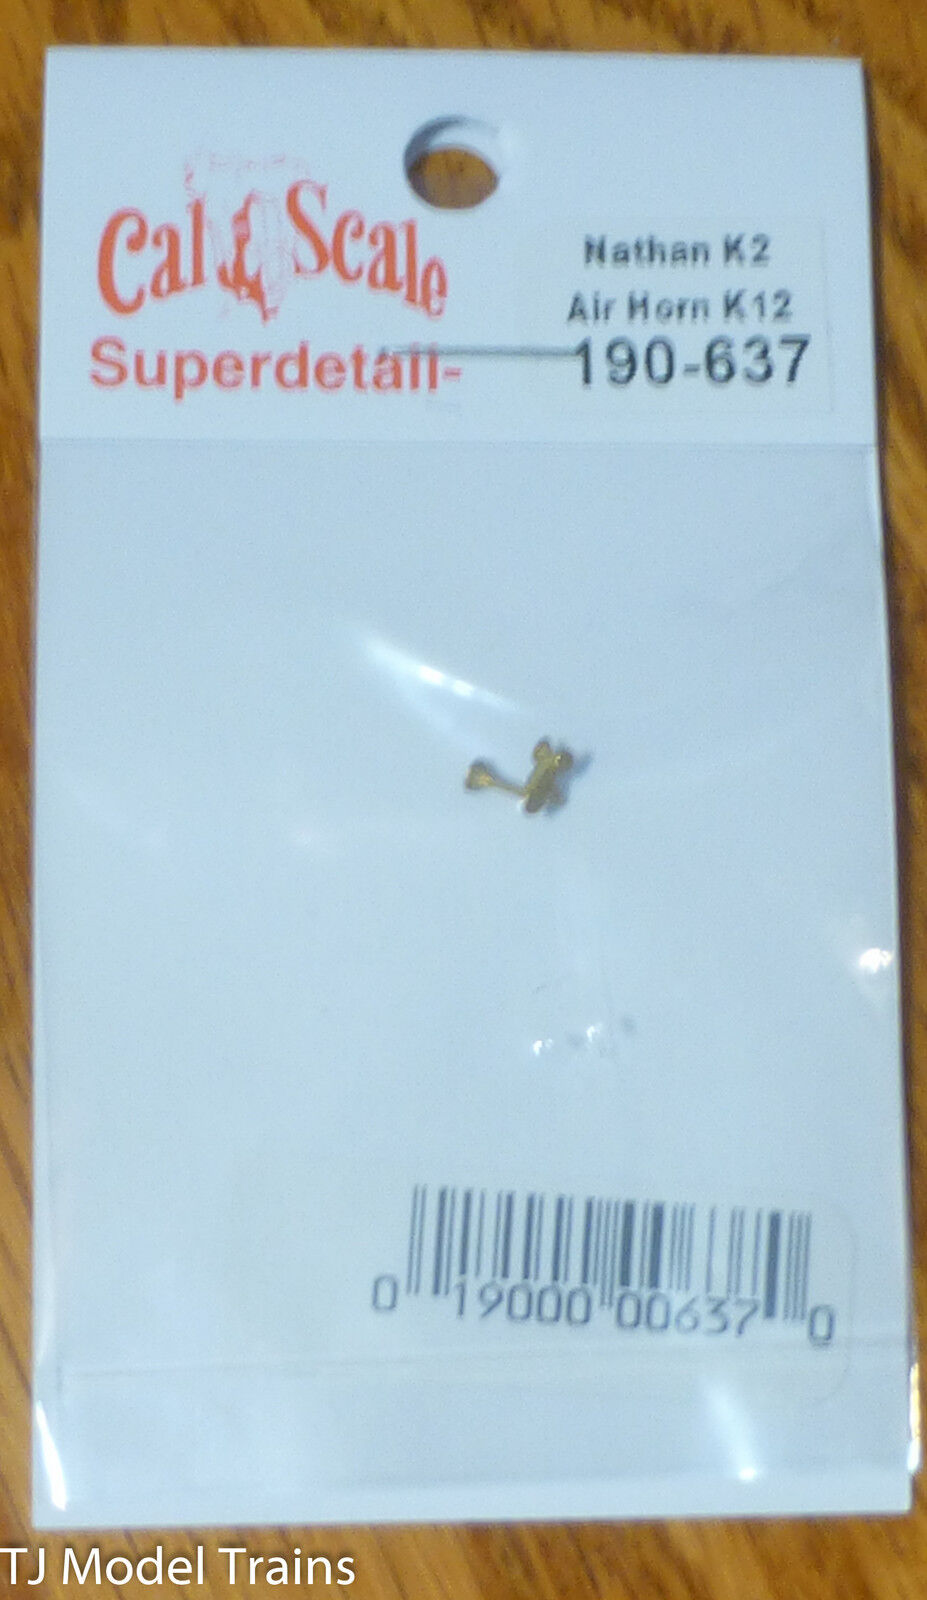 Cal Scale
Superdetail-
Nathan K2
Air Horn K12
190-637
0 19000 00637 0
TJ Model Trains